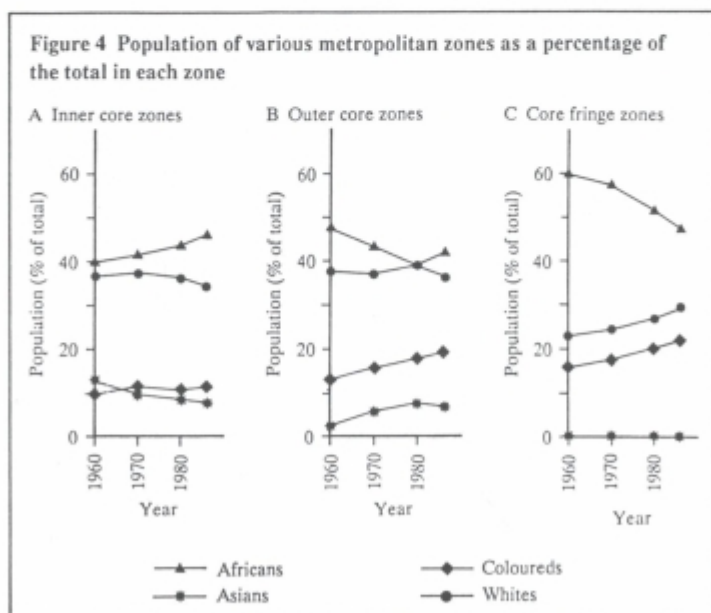 Figure 4 Population of various metropolitan zones as a percentage of
the total in each zone
A Inner core zones
Population (% of total)
60
40
20
0
1960
1970
1980
Year
B Outer core zones
Population (% of total)
60
40
20
0
1960
1970
1980
Year
C Core fringe zones
Population (% of total)
60
40
20
0
1960
1970
1980
Year
Africans
Asians
Coloureds
Whites